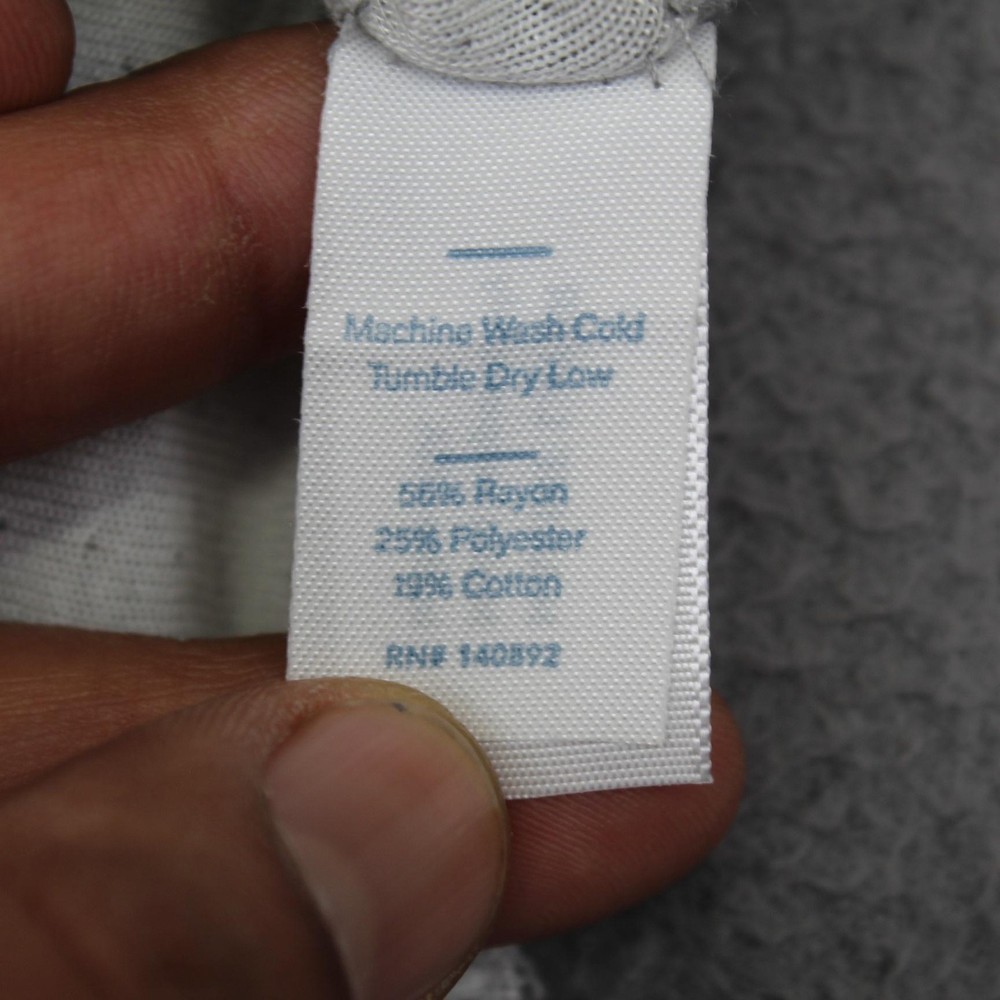 Machine Wash Cold
Tumble Dry Low
56% Rayon
25% Polyester
19% Cotton
RN# 140892